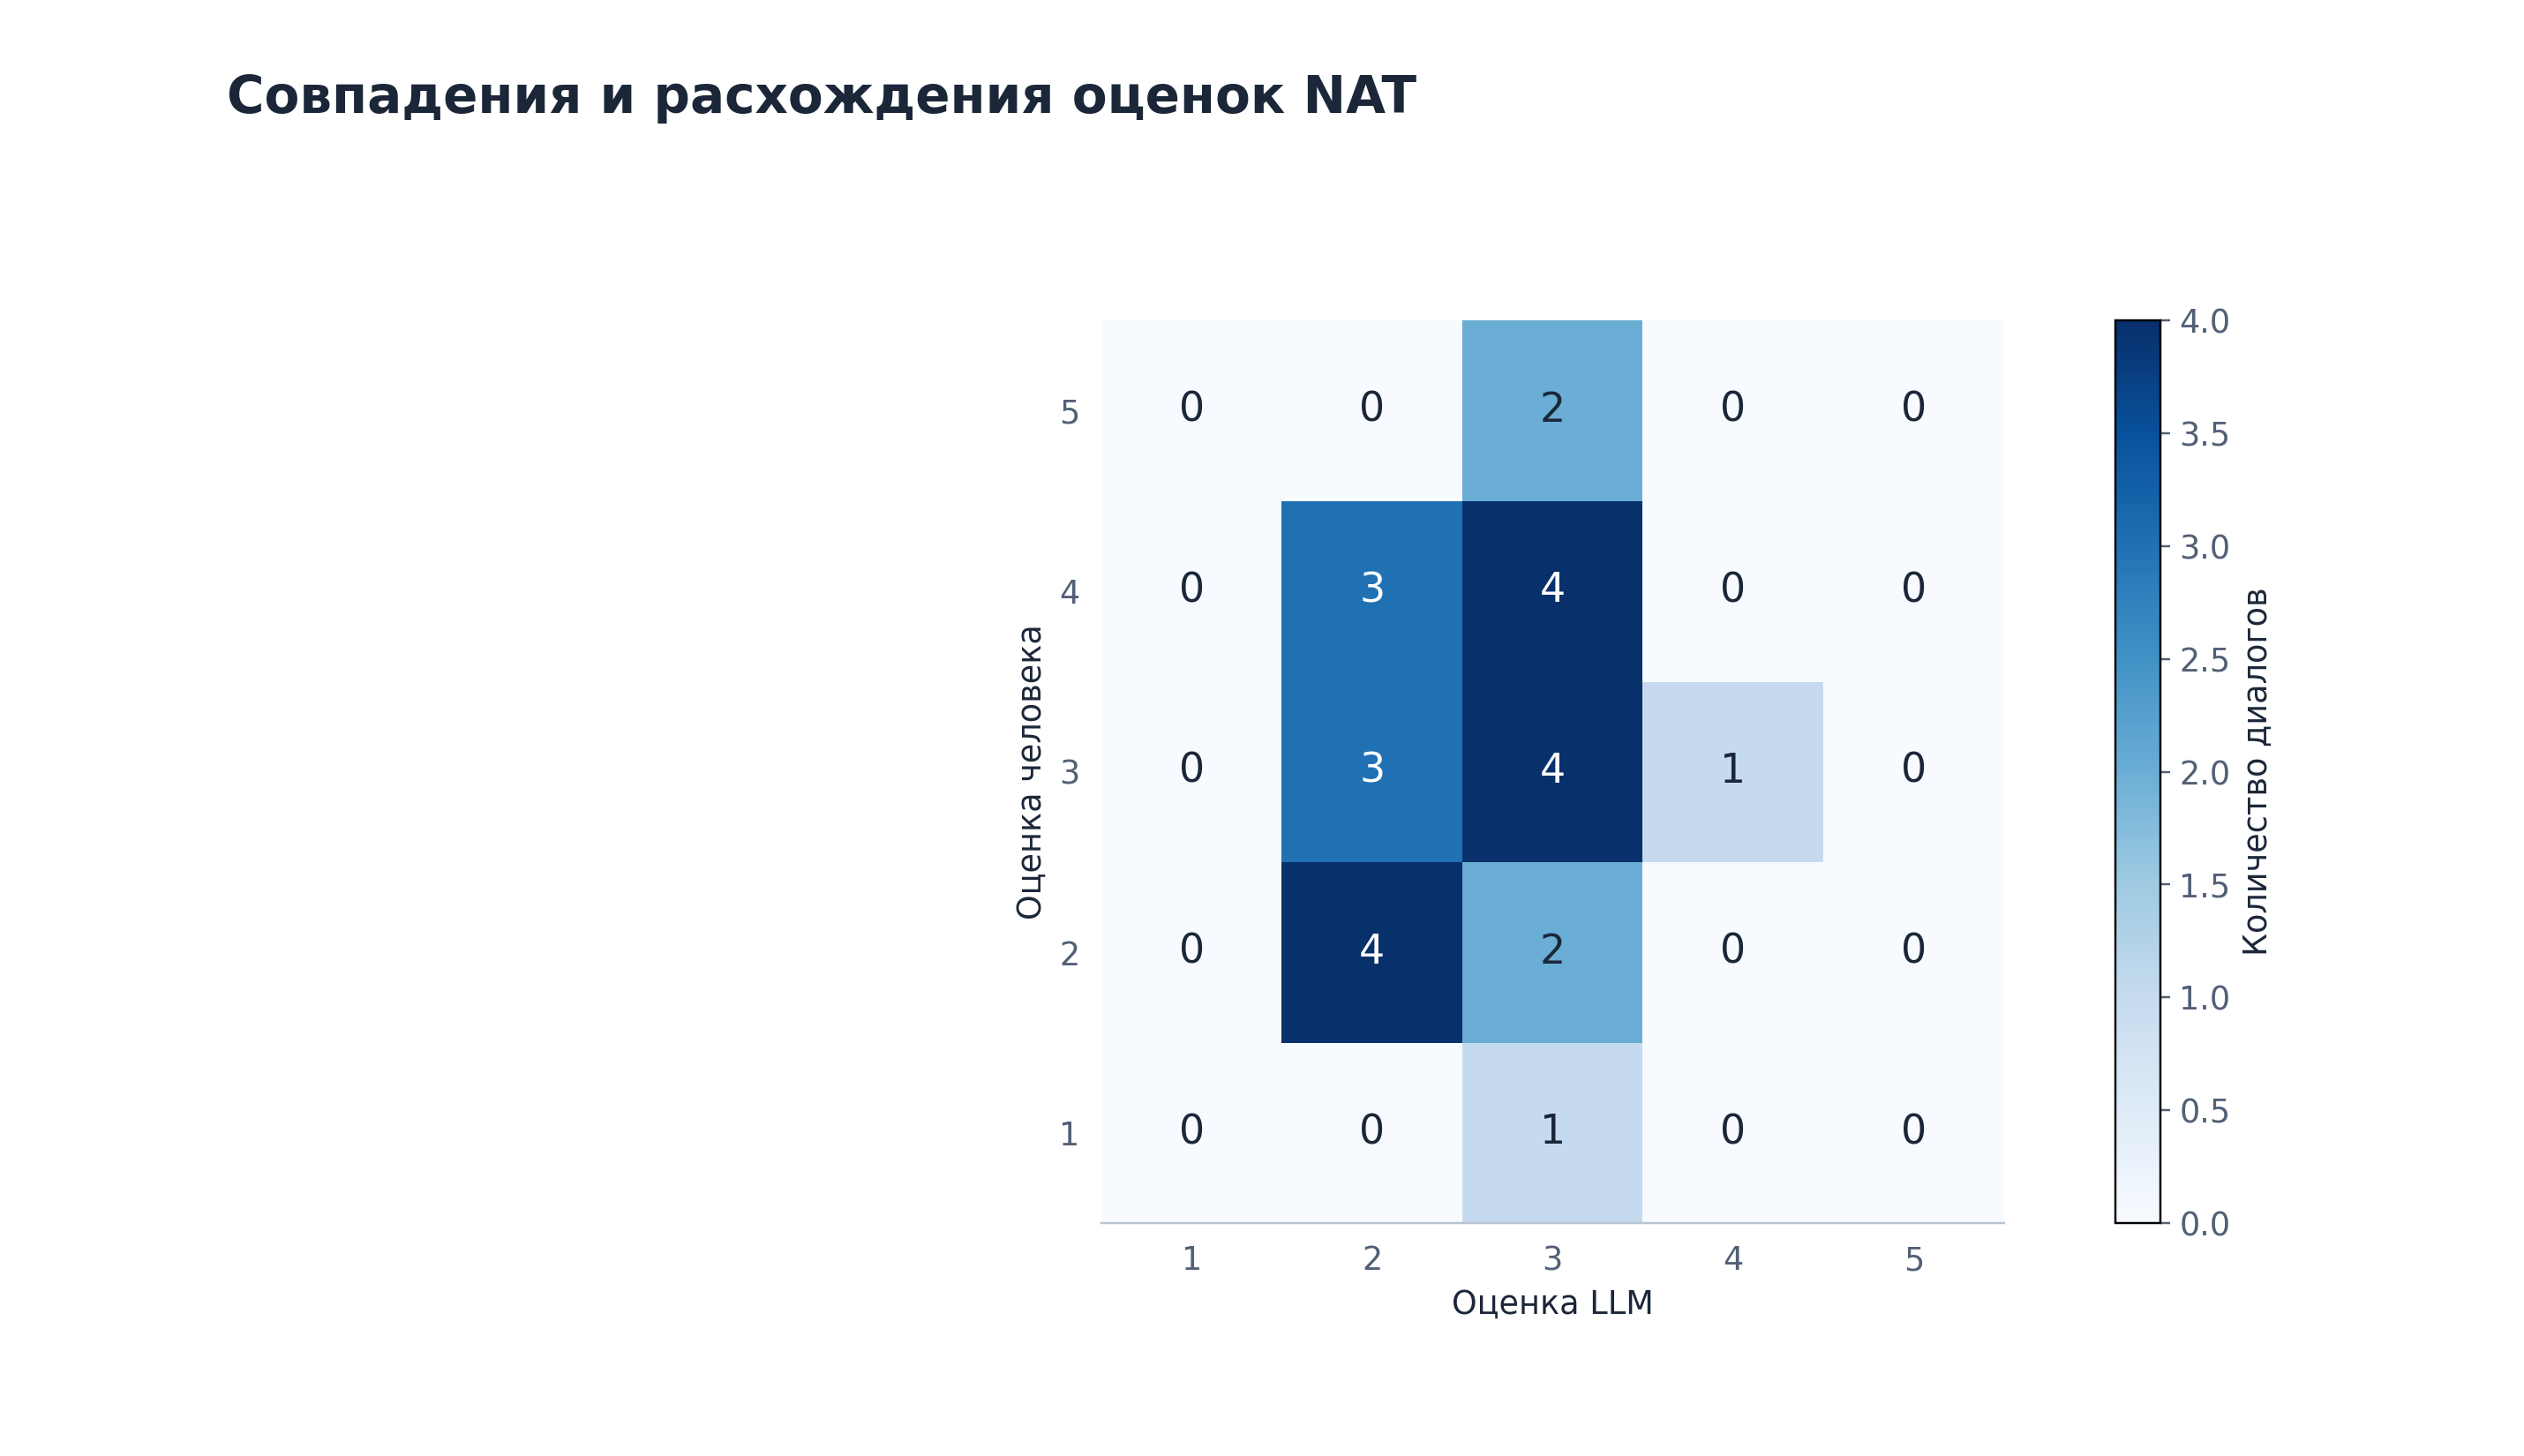 Совпадения и расхождения оценок NAT
Оценка человека
5 0 0 2 0 0
4 0 3 4 0 0
3 0 3 4 1 0
2 0 4 2 0 0
1 0 0 1 0 0
1 2 3 4 5
Оценка LLM
4.0
3.5
3.0
2.5
2.0
1.5
1.0
0.5
0.0
Количество диалогов